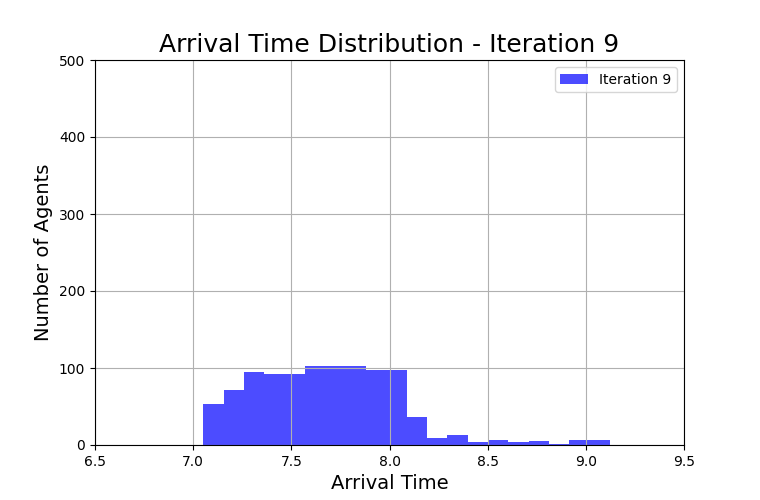 Arrival Time Distribution - Iteration 9
500
Iteration 9
400
300
200
100
0
Number of Agents
6.5 7.0 7.5 8.0 8.5 9.0 9.5
Arrival Time